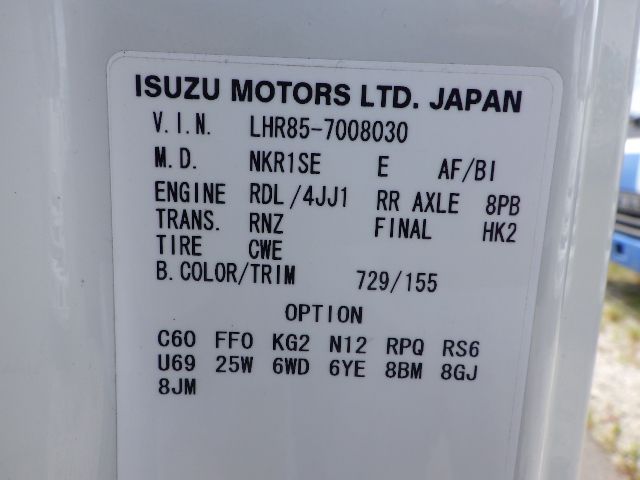 ISUZU MOTORS LTD. JAPAN
V.I.N. LHR85-7008030
M.D. NKR1SE E AF/BI
ENGINE RDL/4JJ1 RR AXLE 8PB
TRANS. RNZ FINAL HK2
TIRE CWE
B.COLOR/TRIM 729/155
OPTION
C60 FF0 KG2 N12 RPQ RS6
U69 25W 6WD 6YE 8BM 8GJ
8JM